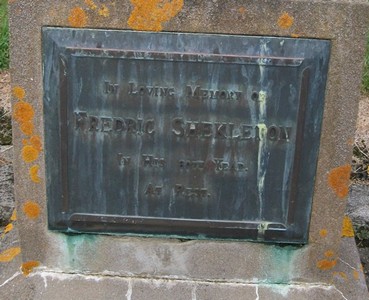 In Loving Memory of
Fredric Shekleton
In His Year.
At Rest.